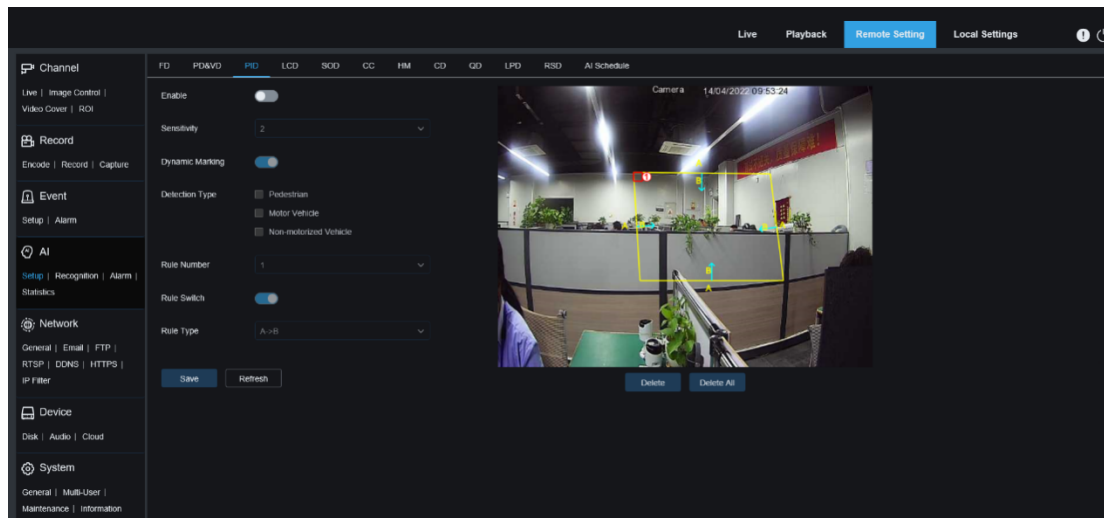 Live Playback Remote Setting Local Settings
Channel
Live | Image Control |
Video Cover | ROI
Record
Encode | Record | Capture
Event
Setup | Alarm
AI
Setup | Recognition | Alarm |
Statistics
Network
General | Email | FTP |
RTSP | DDNS | HTTPS |
IP Filter
Device
Disk | Audio | Cloud
System
General | Multi-User |
Maintenance | Information
FD PD&VD PID LCD SOD CC HM CD QD LPD RSD AI Schedule
Enable
Sensitivity 2
Dynamic Marking
Detection Type Pedestrian
Motor Vehicle
Non-motorized Vehicle
Rule Number 1
Rule Switch
Rule Type A->B
Save Refresh
Camera 14/04/2022 09:53:24
A
B
1
1
A B
B A
B
A
Delete Delete All